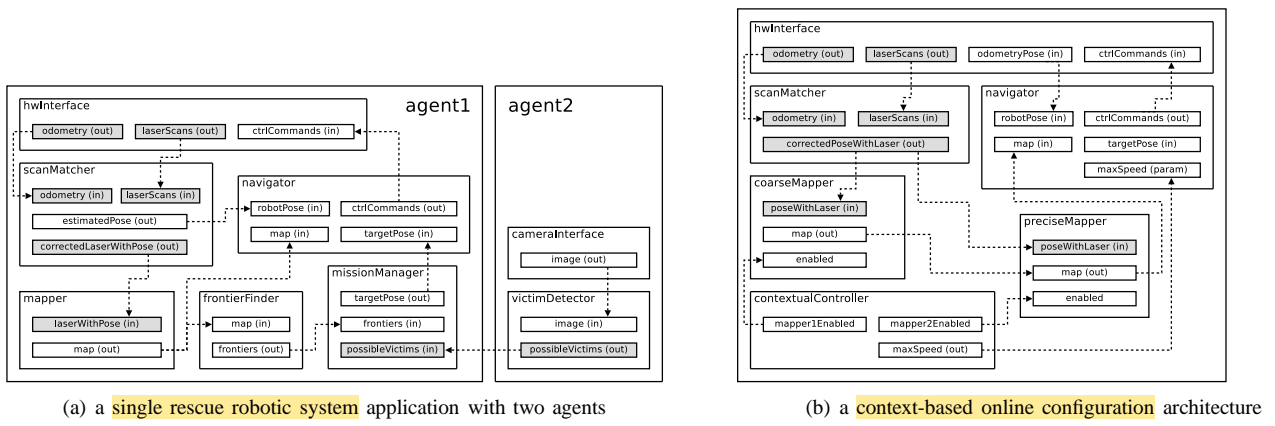 agent1
hwInterface
odometry (out)
laserScans (out)
ctrlCommands (in)
scanMatcher
odometry (in)
laserScans (in)
estimatedPose (out)
correctedLaserWithPose (out)
navigator
robotPose (in)
ctrlCommands (out)
map (in)
targetPose (in)
mapper
laserWithPose (in)
map (out)
frontierFinder
map (in)
frontiers (out)
missionManager
targetPose (out)
frontiers (in)
possibleVictims (in)
agent2
cameraInterface
image (out)
victimDetector
image (in)
possibleVictims (out)
(a) a single rescue robotic system application with two agents
hwInterface
odometry (out)
laserScans (out)
odometryPose (in)
ctrlCommands (in)
scanMatcher
odometry (in)
laserScans (in)
correctedPoseWithLaser (out)
navigator
robotPose (in)
ctrlCommands (out)
map (in)
targetPose (in)
maxSpeed (param)
coarseMapper
poseWithLaser (in)
map (out)
enabled
preciseMapper
poseWithLaser (in)
map (out)
enabled
contextualController
mapper1Enabled
mapper2Enabled
maxSpeed (out)
(b) a context-based online configuration architecture